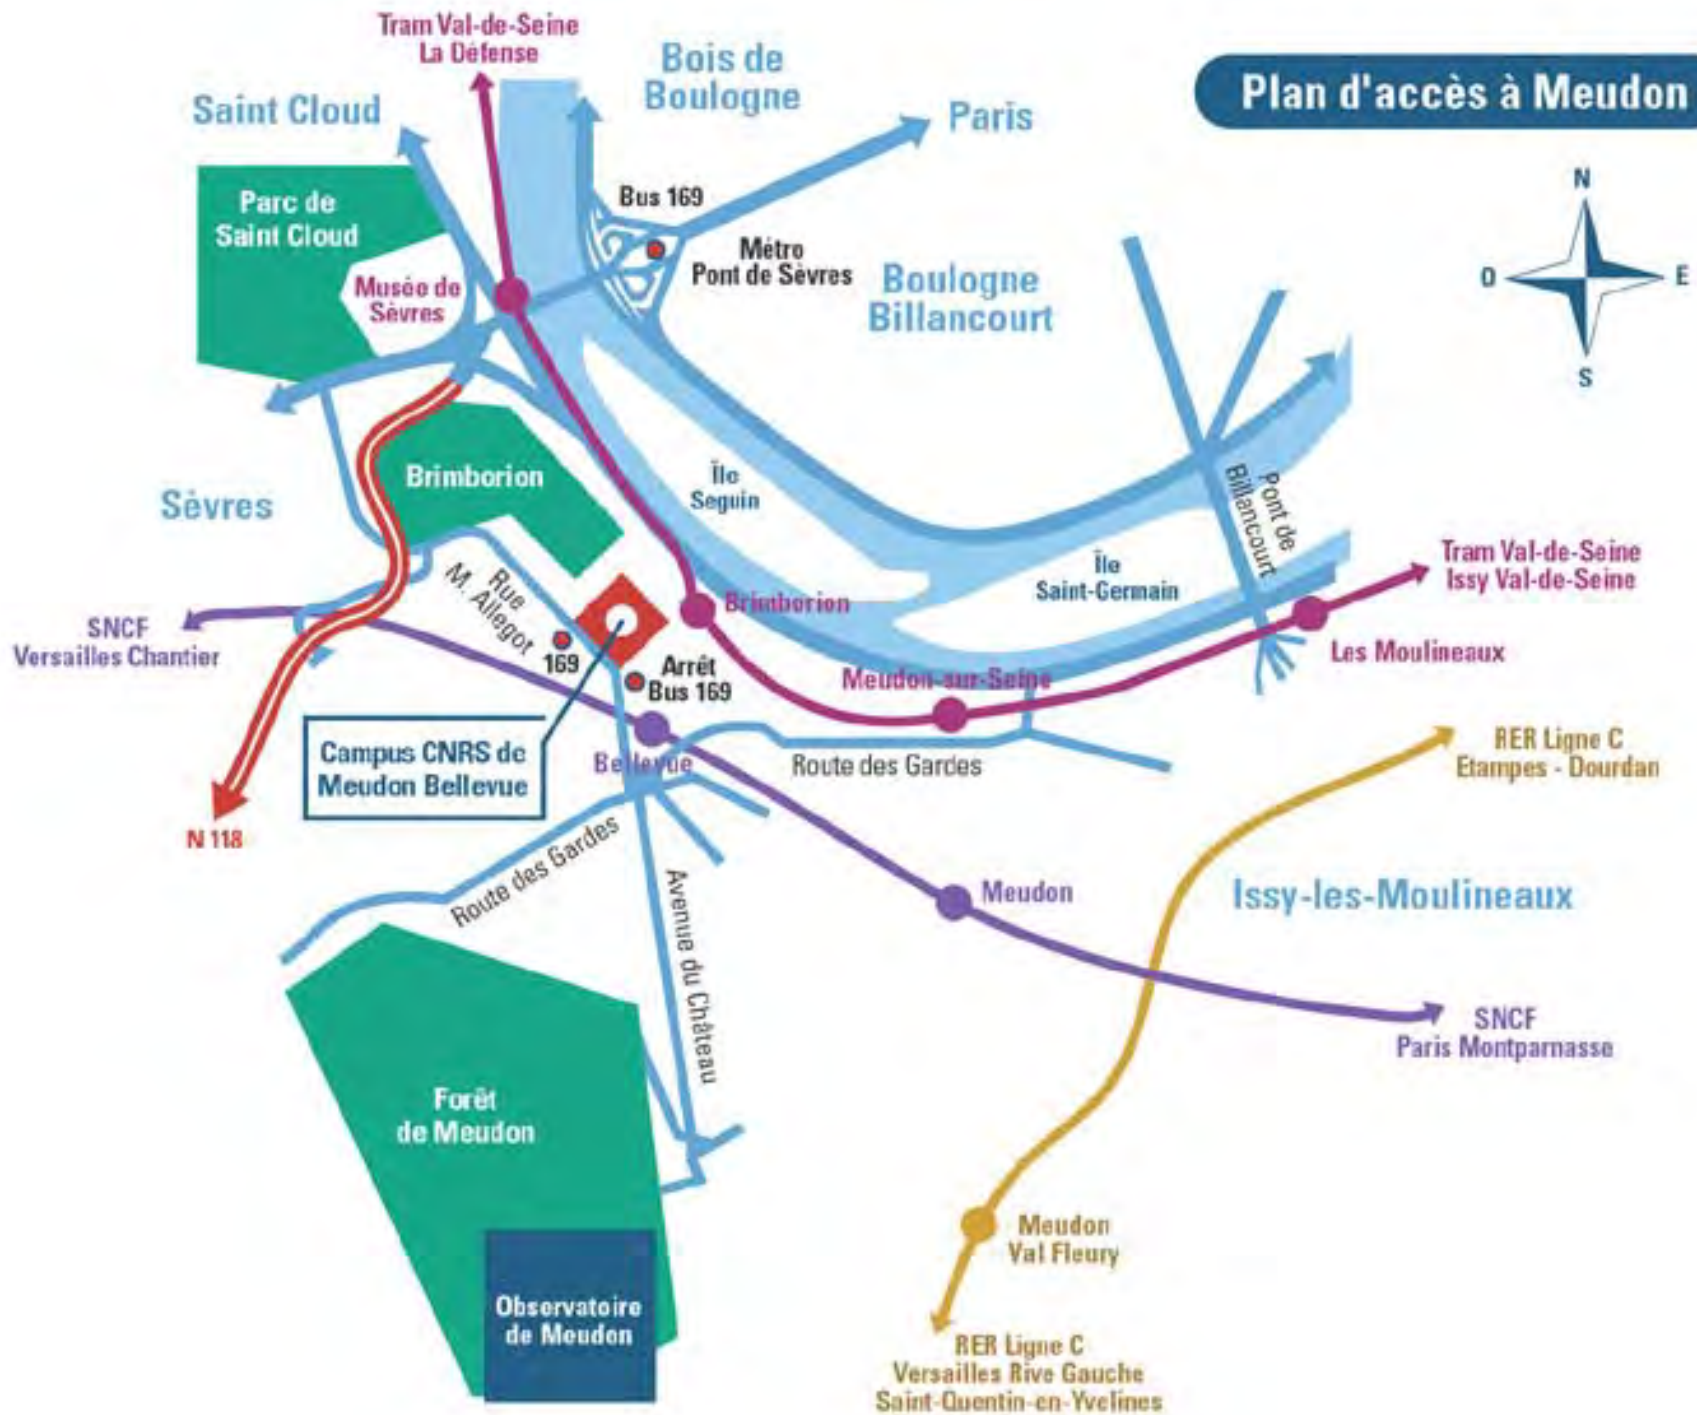 Tram Val-de-Seine
La Défense
Bois de
Boulogne
Plan d'accès à Meudon
Saint Cloud
Paris
N
O
E
S
Bus 169
Parc de
Saint Cloud
Métro
Pont de Sèvres
Musée de
Sèvres
Boulogne
Billancourt
Brimborion
Île
Seguin
Sèvres
Pont de
Billancourt
Île
Saint-Germain
Tram Val-de-Seine
Issy Val-de-Seine
Rue
M. Allegot
Brimborion
SNCF
Versailles Chantier
169
Arrêt
Bus 169
Meudon-sur-Seine
Les Moulineaux
Campus CNRS de
Meudon Bellevue
Bellevue
Route des Gardes
RER Ligne C
Etampes - Dourdan
N 118
Route des Gardes
Avenue du Château
Meudon
Issy-les-Moulineaux
SNCF
Paris Montparnasse
Forêt
de Meudon
Meudon
Val Fleury
Observatoire
de Meudon
RER Ligne C
Versailles Rive Gauche
Saint-Quentin-en-Yvelines